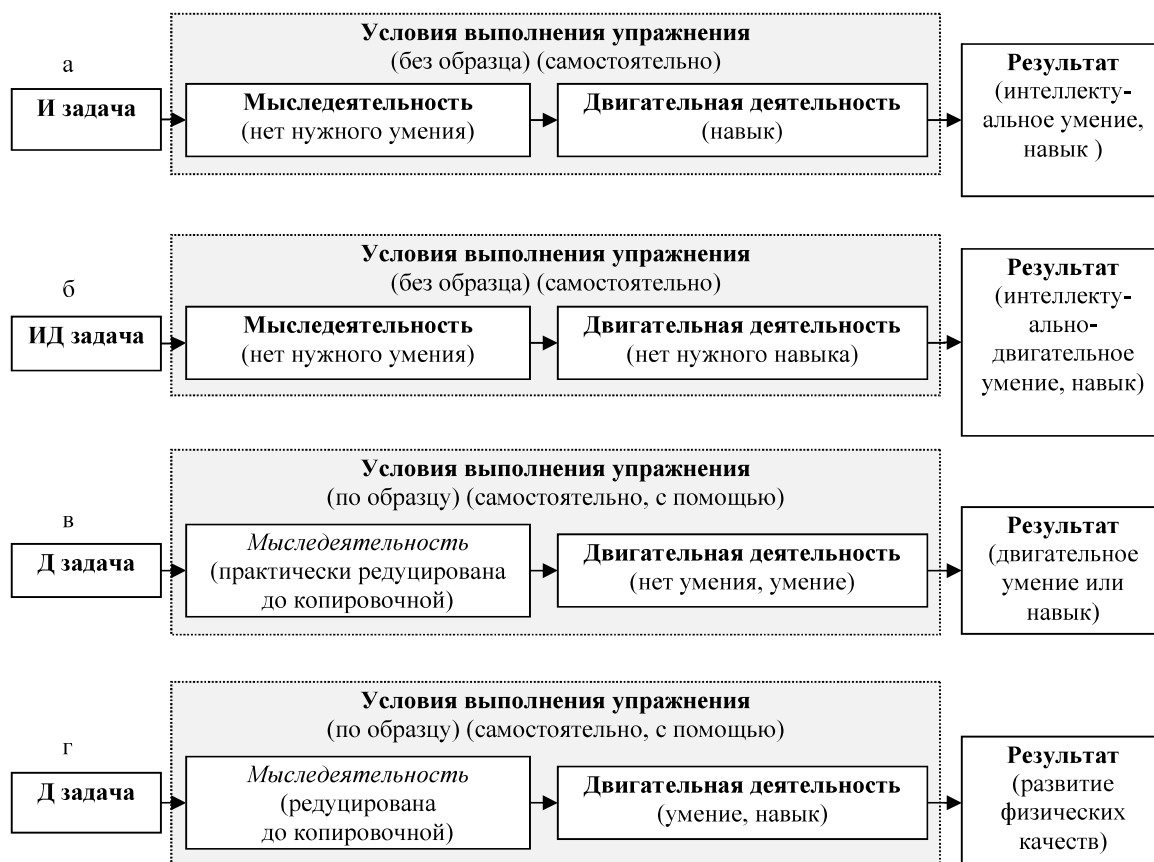 Условия выполнения упражнения
(без образца) (самостоятельно)
а
И задача
Мыследеятельность
(нет нужного умения)
Двигательная деятельность
(навык)
Результат
(интеллекту-
альное умение,
навык )
Условия выполнения упражнения
(без образца) (самостоятельно)
б
ИД задача
Мыследеятельность
(нет нужного умения)
Двигательная деятельность
(нет нужного навыка)
Результат
(интеллекту-
ально-
двигательное
умение, навык)
Условия выполнения упражнения
(по образцу) (самостоятельно, с помощью)
в
Д задача
Мыследеятельность
(практически редуцирована
до копировочной)
Двигательная деятельность
(нет умения, умение)
Результат
(двигательное
умение или
навык)
Условия выполнения упражнения
(по образцу) (самостоятельно, с помощью)
г
Д задача
Мыследеятельность
(редуцирована
до копировочной)
Двигательная деятельность
(умение, навык)
Результат
(развитие
физических
качеств)